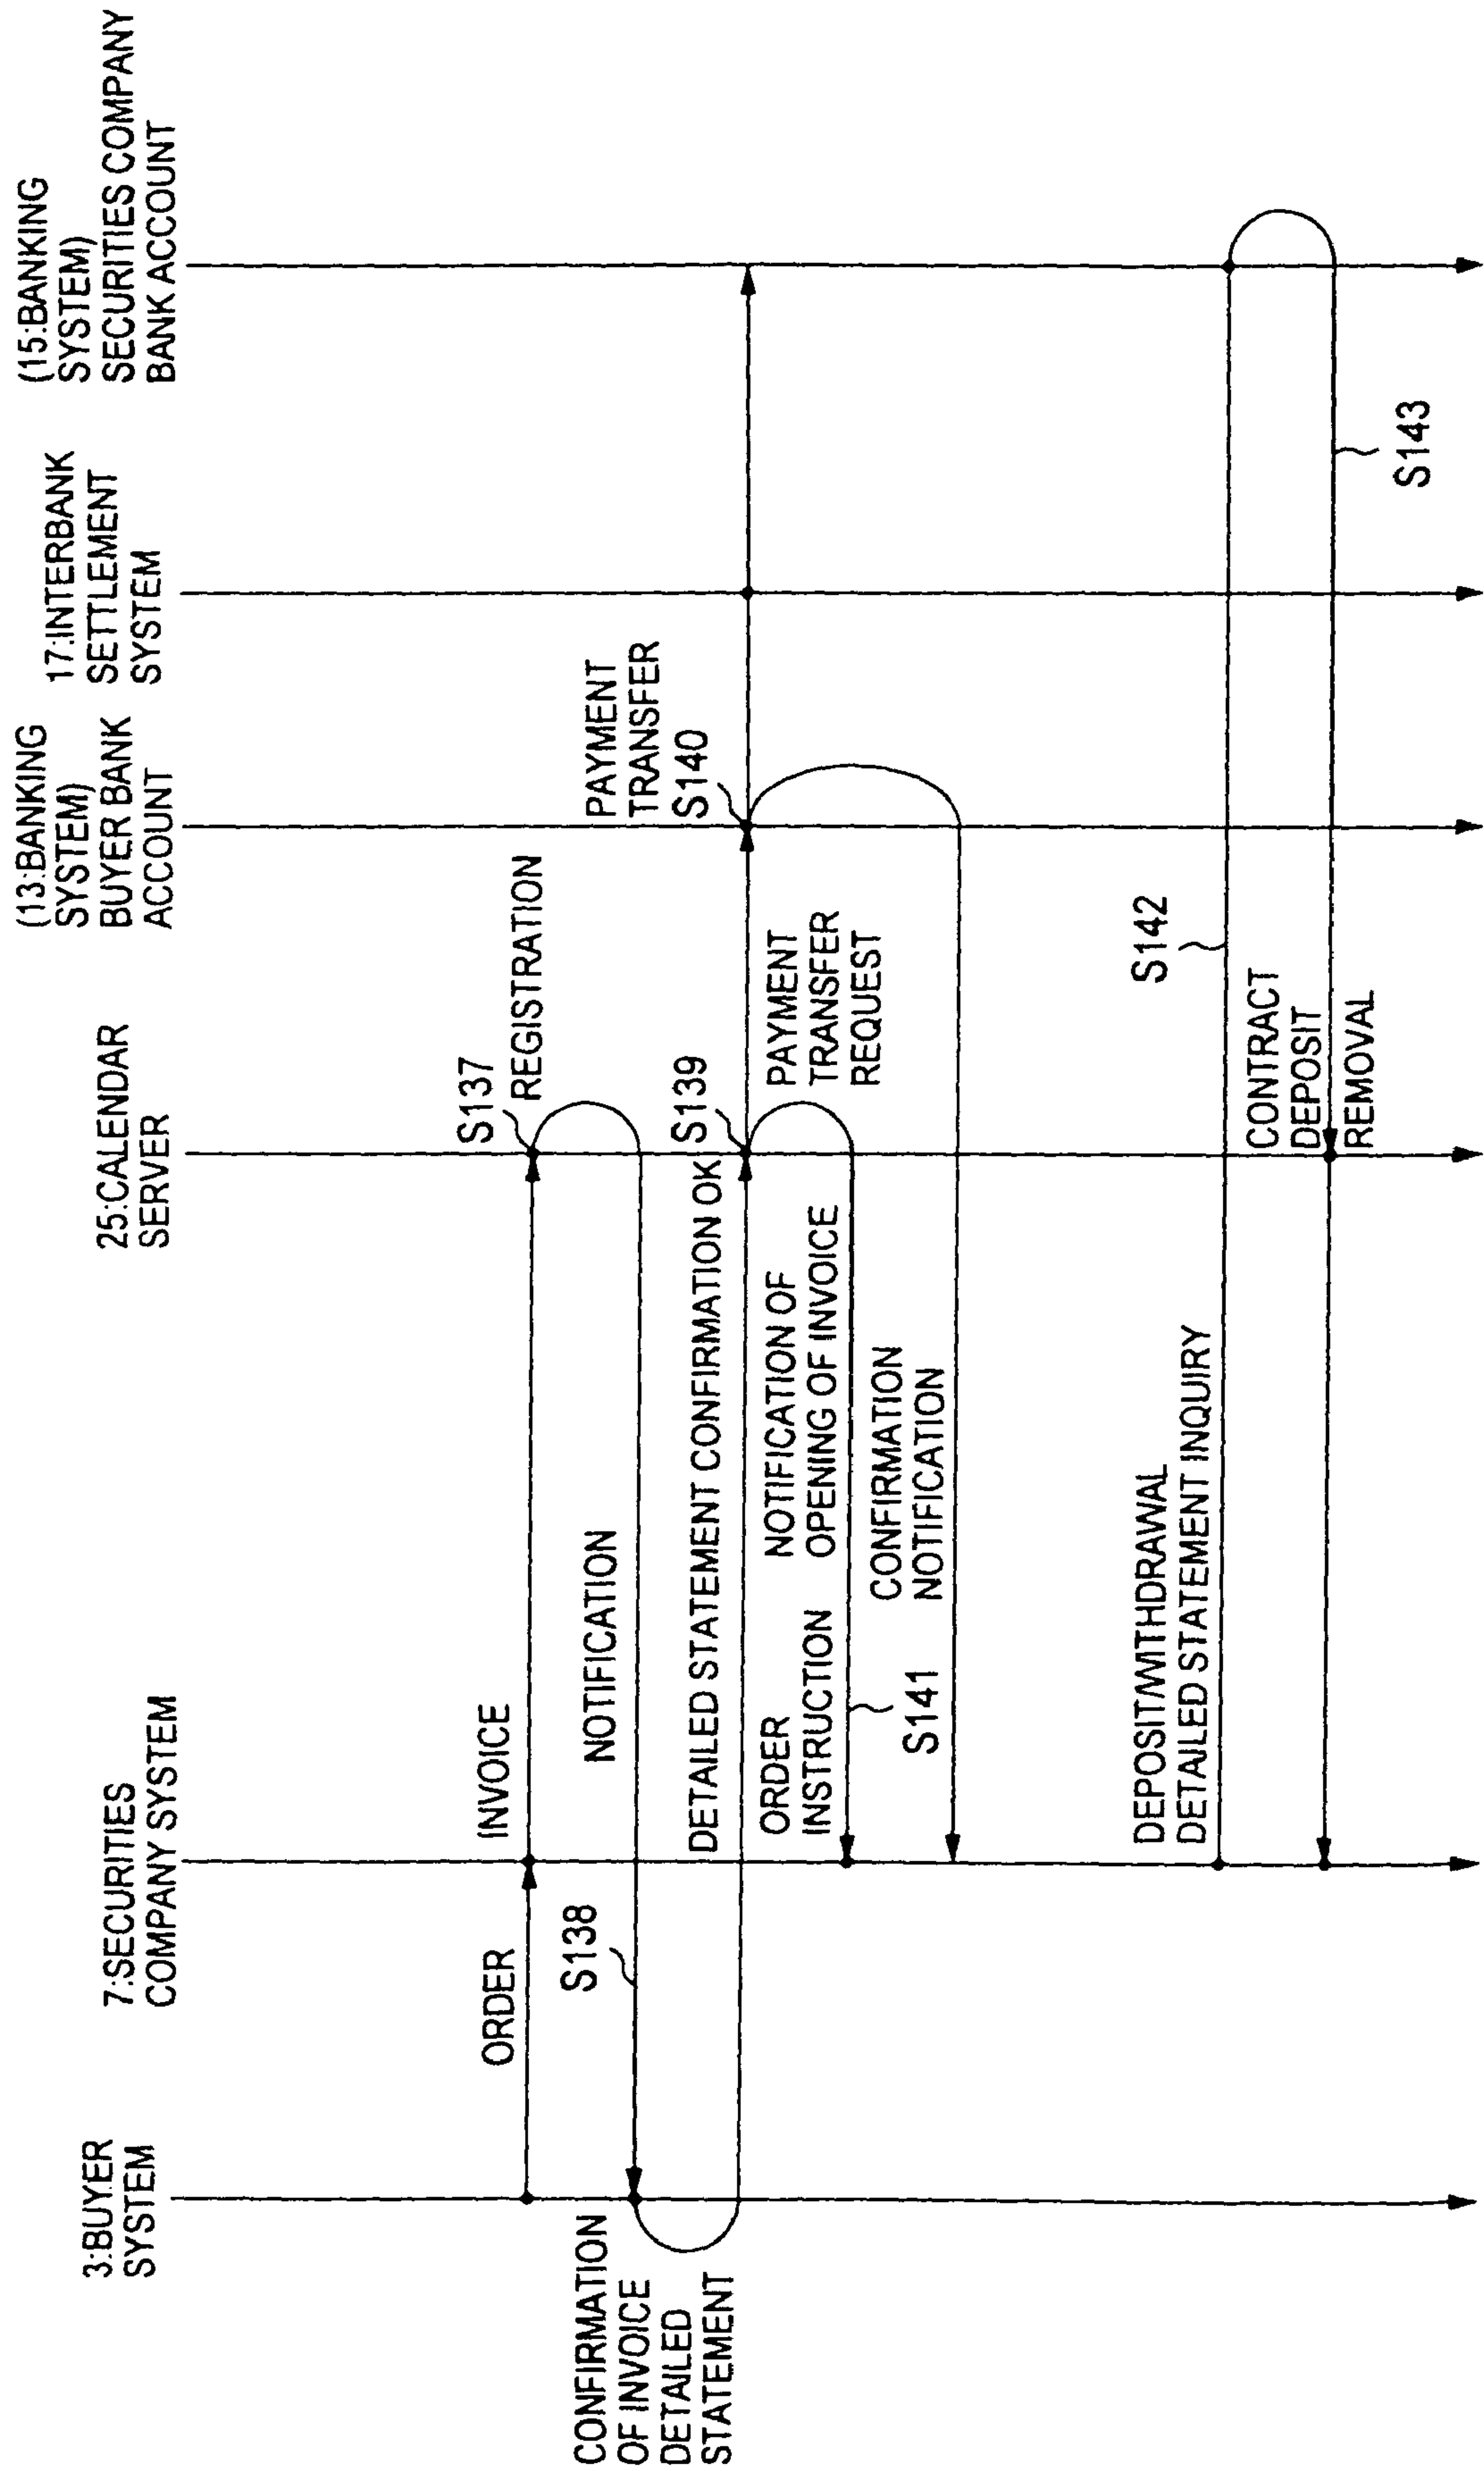 3:BUYER
SYSTEM
7:SECURITIES
COMPANY SYSTEM
25:CALENDAR
SERVER
(13:BANKING
SYSTEM)
BUYER BANK
ACCOUNT
17:INTERBANK
SETTLEMENT
SYSTEM
(15:BANKING
SYSTEM)
SECURITIES COMPANY
BANK ACCOUNT
ORDER
INVOICE
S137
REGISTRATION
S138
NOTIFICATION
CONFIRMATION
OF INVOICE
DETAILED
STATEMENT
DETAILED STATEMENT CONFIRMATION OK
S139
PAYMENT
TRANSFER
S140
PAYMENT
TRANSFER
REQUEST
ORDER
INSTRUCTION
NOTIFICATION OF
OPENING OF INVOICE
S141
CONFIRMATION
NOTIFICATION
DEPOSIT/WITHDRAWAL
DETAILED STATEMENT INQUIRY
S142
CONTRACT
DEPOSIT
REMOVAL
S143